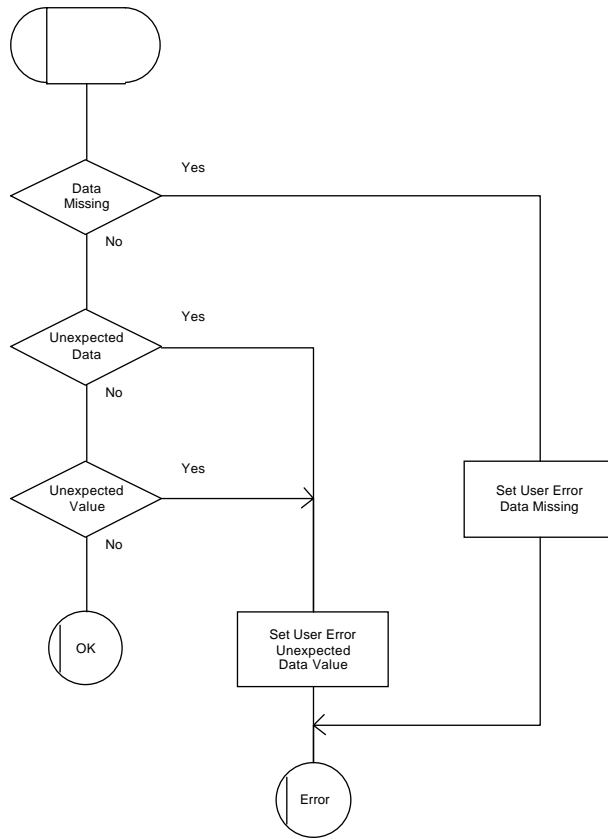 Yes
Data
Missing
No
Yes
Unexpected
Data
No
Yes
Unexpected
Value
No
Set User Error
Data Missing
OK
Set User Error
Unexpected
Data Value
Error